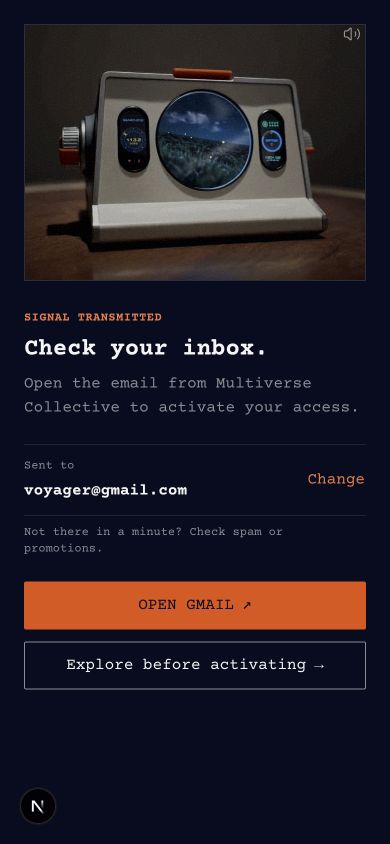 SIGNAL TRANSMITTED
Check your inbox.
Open the email from Multiverse
Collective to activate your access.
Sent to
voyager@gmail.com
Change
Not there in a minute? Check spam or
promotions.
OPEN GMAIL ↗
Explore before activating →
N